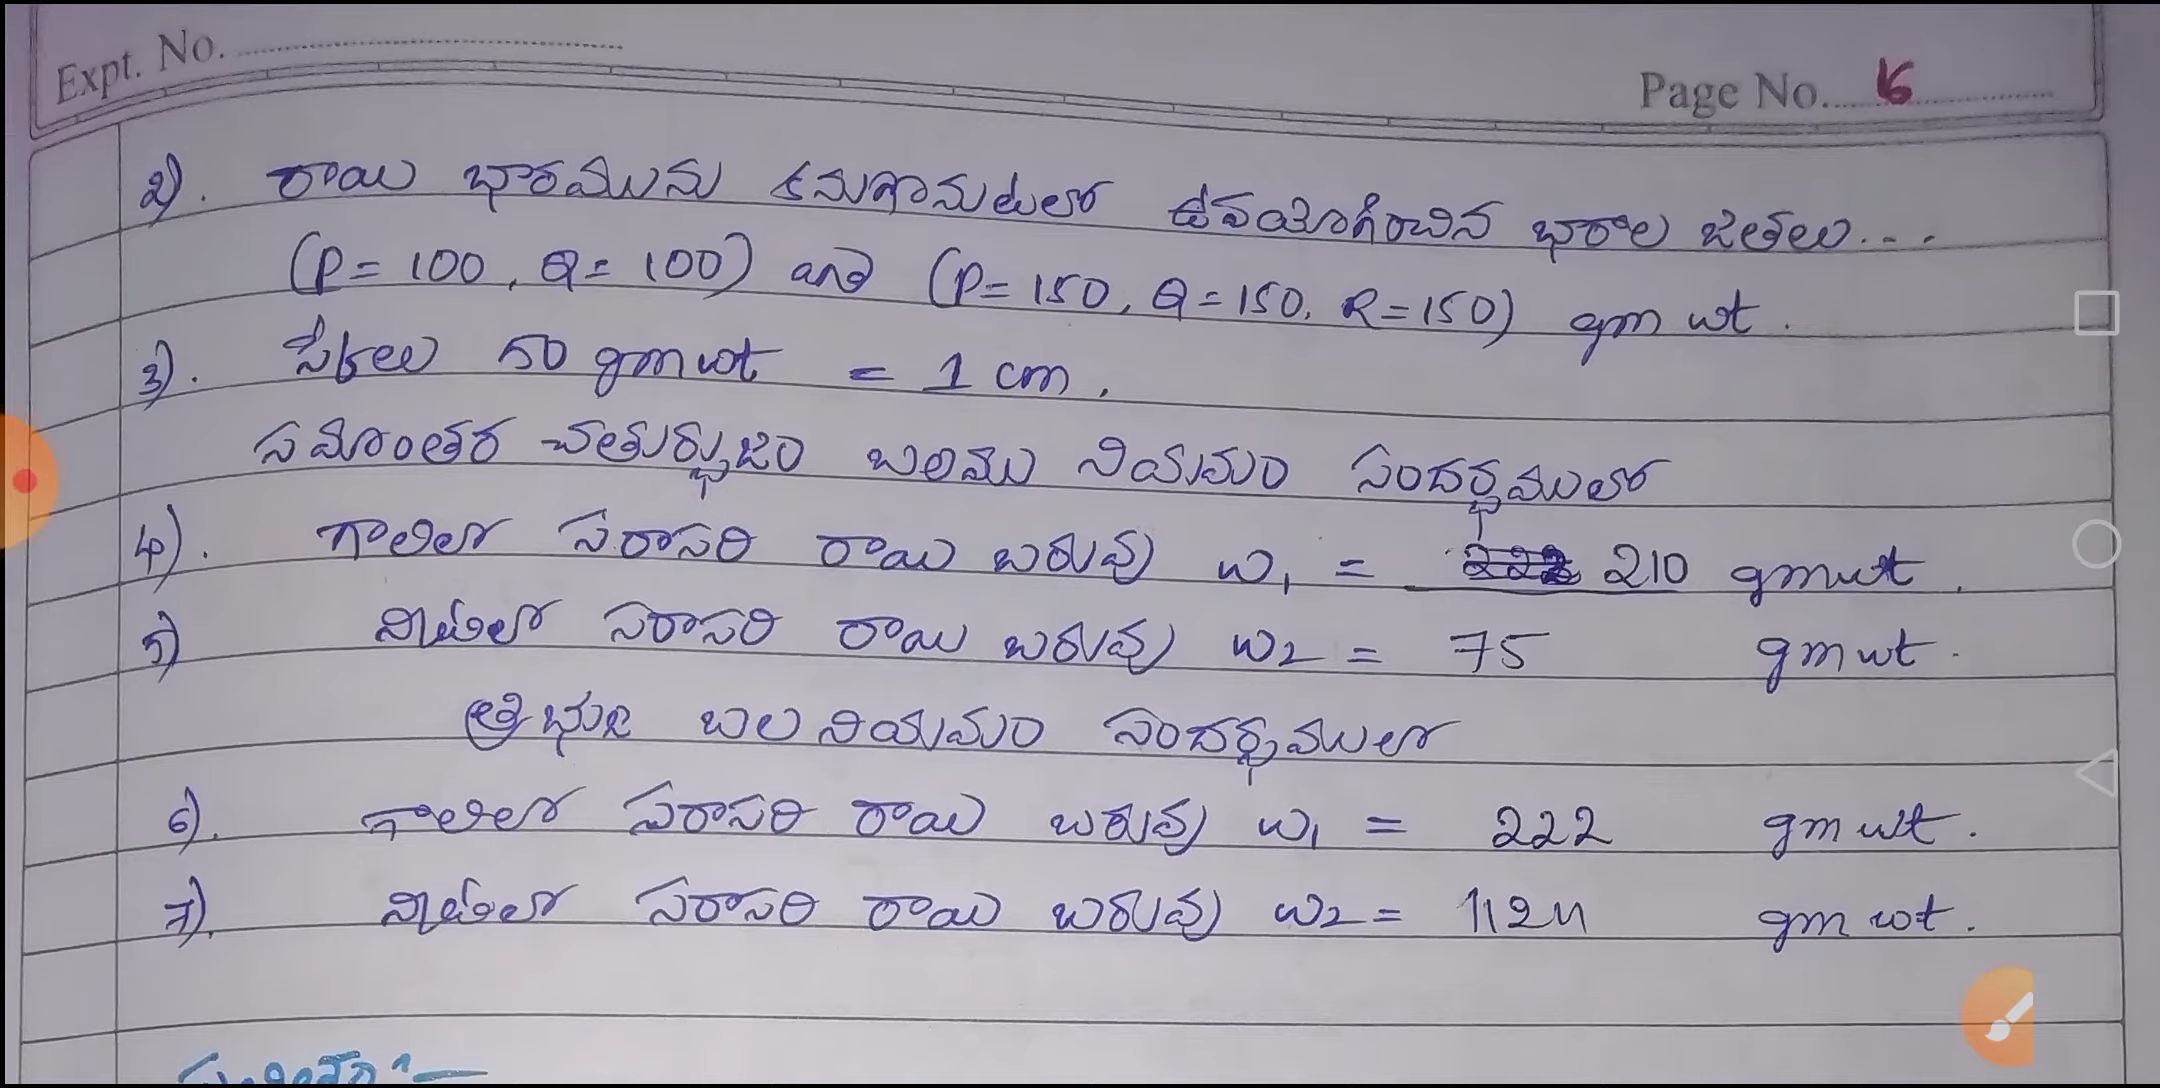 Expt. No.
Page No. 16
2). రాయి భారమును కనుగొనుటలో ఉపయోగించిన భారాల జతలు...
(P = 100, Q = 100) and (P = 150, Q = 150, R = 150) gm wt.
3). స్కేలు 50 gm wt = 1 cm.
సమాంతర చతుర్భుజం బలము నియమం సందర్భములో
4). గాలిలో సరాసరి రాయి బరువు W1 = 210 gm wt.
5) నీటిలో సరాసరి రాయి బరువు W2 = 75 gm wt.
త్రిభుజ బల నియమం సందర్భములో
6). గాలిలో సరాసరి రాయి బరువు W1 = 222 gm wt.
7). నీటిలో సరాసరి రాయి బరువు W2 = gm wt.